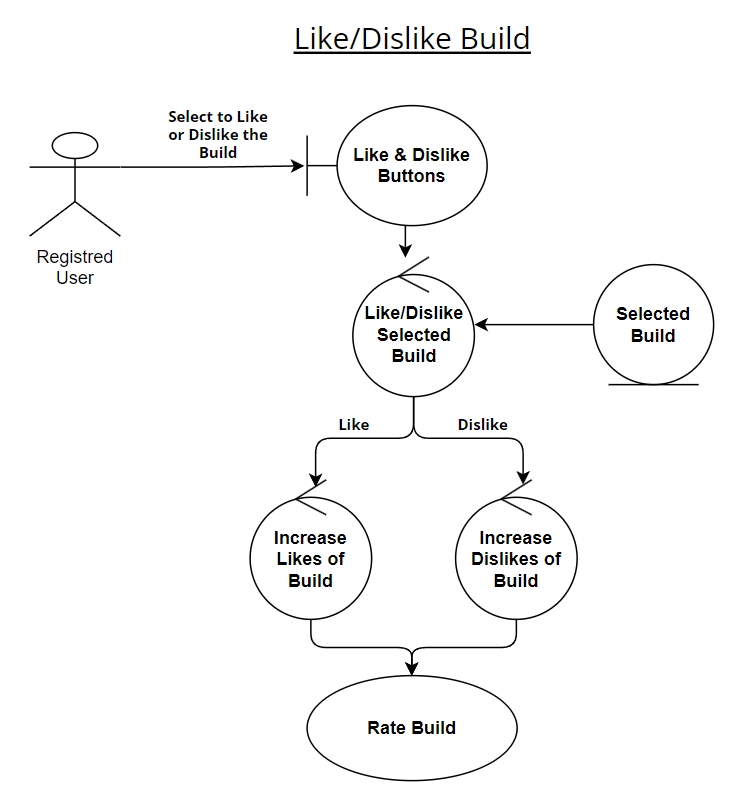 Like/Dislike Build
Select to Like
or Dislike the
Build
Like & Dislike
Buttons
Registred
User
Like/Dislike
Selected
Build
Selected
Build
Like
Dislike
Increase
Likes of
Build
Increase
Dislikes of
Build
Rate Build